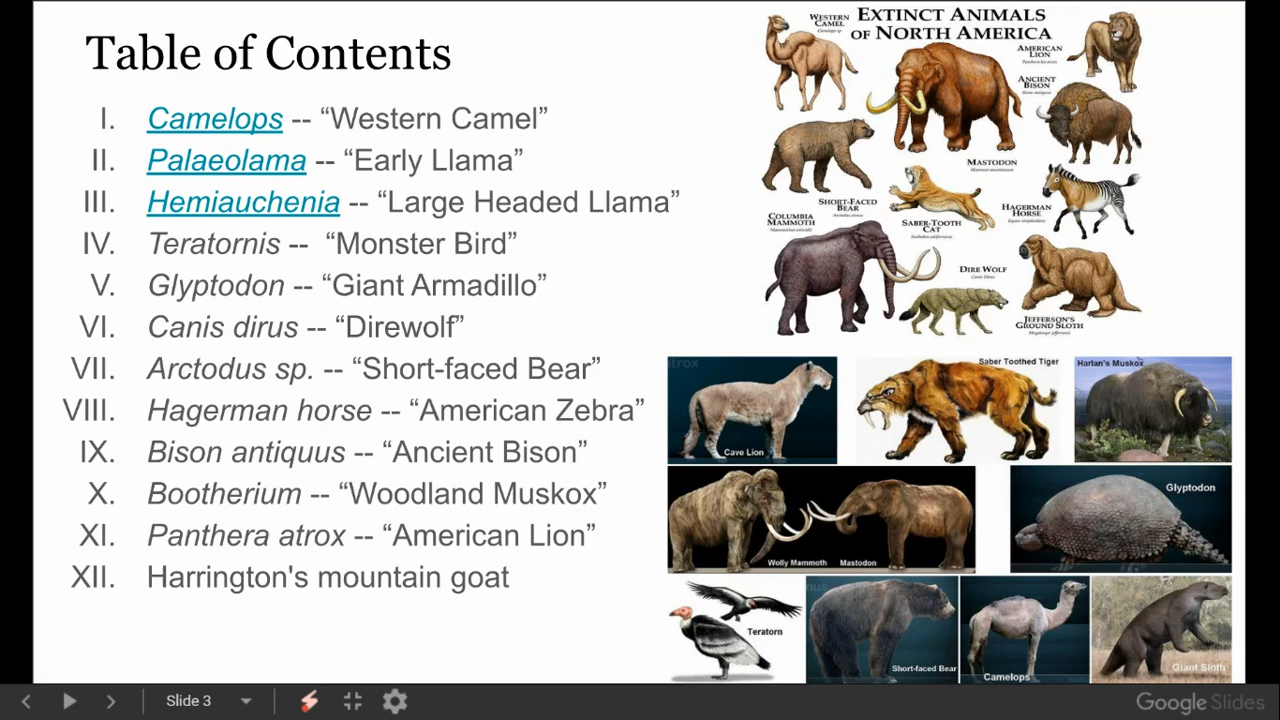 Table of Contents
I. Camelops -- “Western Camel”
II. Palaeolama -- “Early Llama”
III. Hemiauchenia -- “Large Headed Llama”
IV. Teratornis -- “Monster Bird”
V. Glyptodon -- “Giant Armadillo”
VI. Canis dirus -- “Direwolf”
VII. Arctodus sp. -- “Short-faced Bear”
VIII. Hagerman horse -- “American Zebra”
IX. Bison antiquus -- “Ancient Bison”
X. Bootherium -- “Woodland Muskox”
XI. Panthera atrox -- “American Lion”
XII. Harrington's mountain goat
EXTINCT ANIMALS
OF NORTH AMERICA
WESTERN
CAMEL
Camelops sp
AMERICAN
LION
ANCIENT
BISON
MASTODON
SHORT-FACED
BEAR
SABER-TOOTH
CAT
HAGERMAN
HORSE
COLUMBIA
MAMMOTH
DIRE WOLF
Canis Dirus
JEFFERSON'S
GROUND SLOTH
Cave Lion
Saber Toothed Tiger
Harlan's Muskox
Wolly Mammoth
Mastodon
Glyptodon
Teratorn
Short-faced Bear
Camelops
Giant Sloth
Slide 3
Google Slides